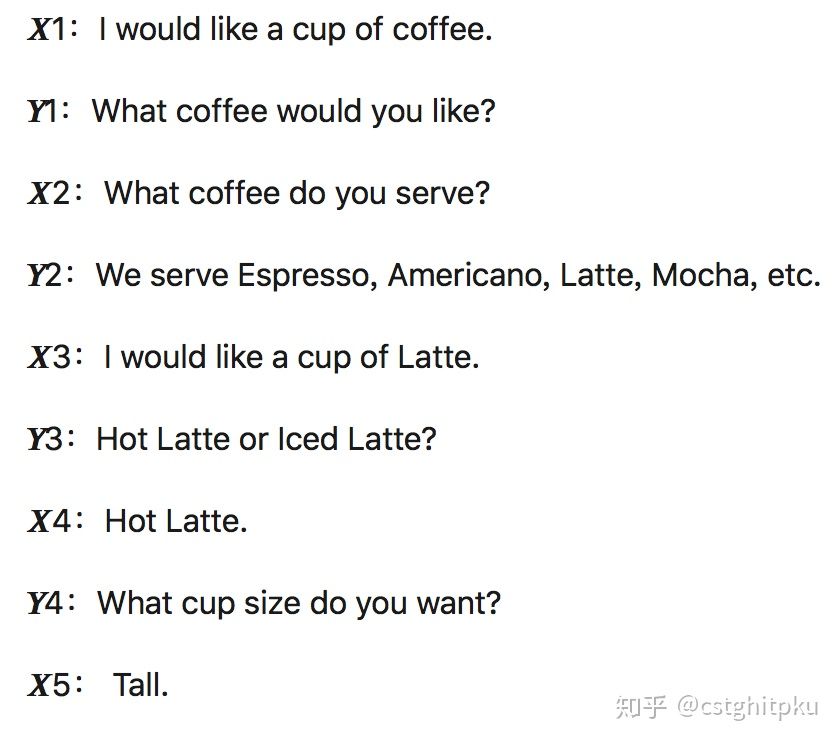 X1： I would like a cup of coffee.
Y1： What coffee would you like?
X2： What coffee do you serve?
Y2： We serve Espresso, Americano, Latte, Mocha, etc.
X3： I would like a cup of Latte.
Y3： Hot Latte or Iced Latte?
X4： Hot Latte.
Y4： What cup size do you want?
X5： Tall.
知乎 @cstghitpku